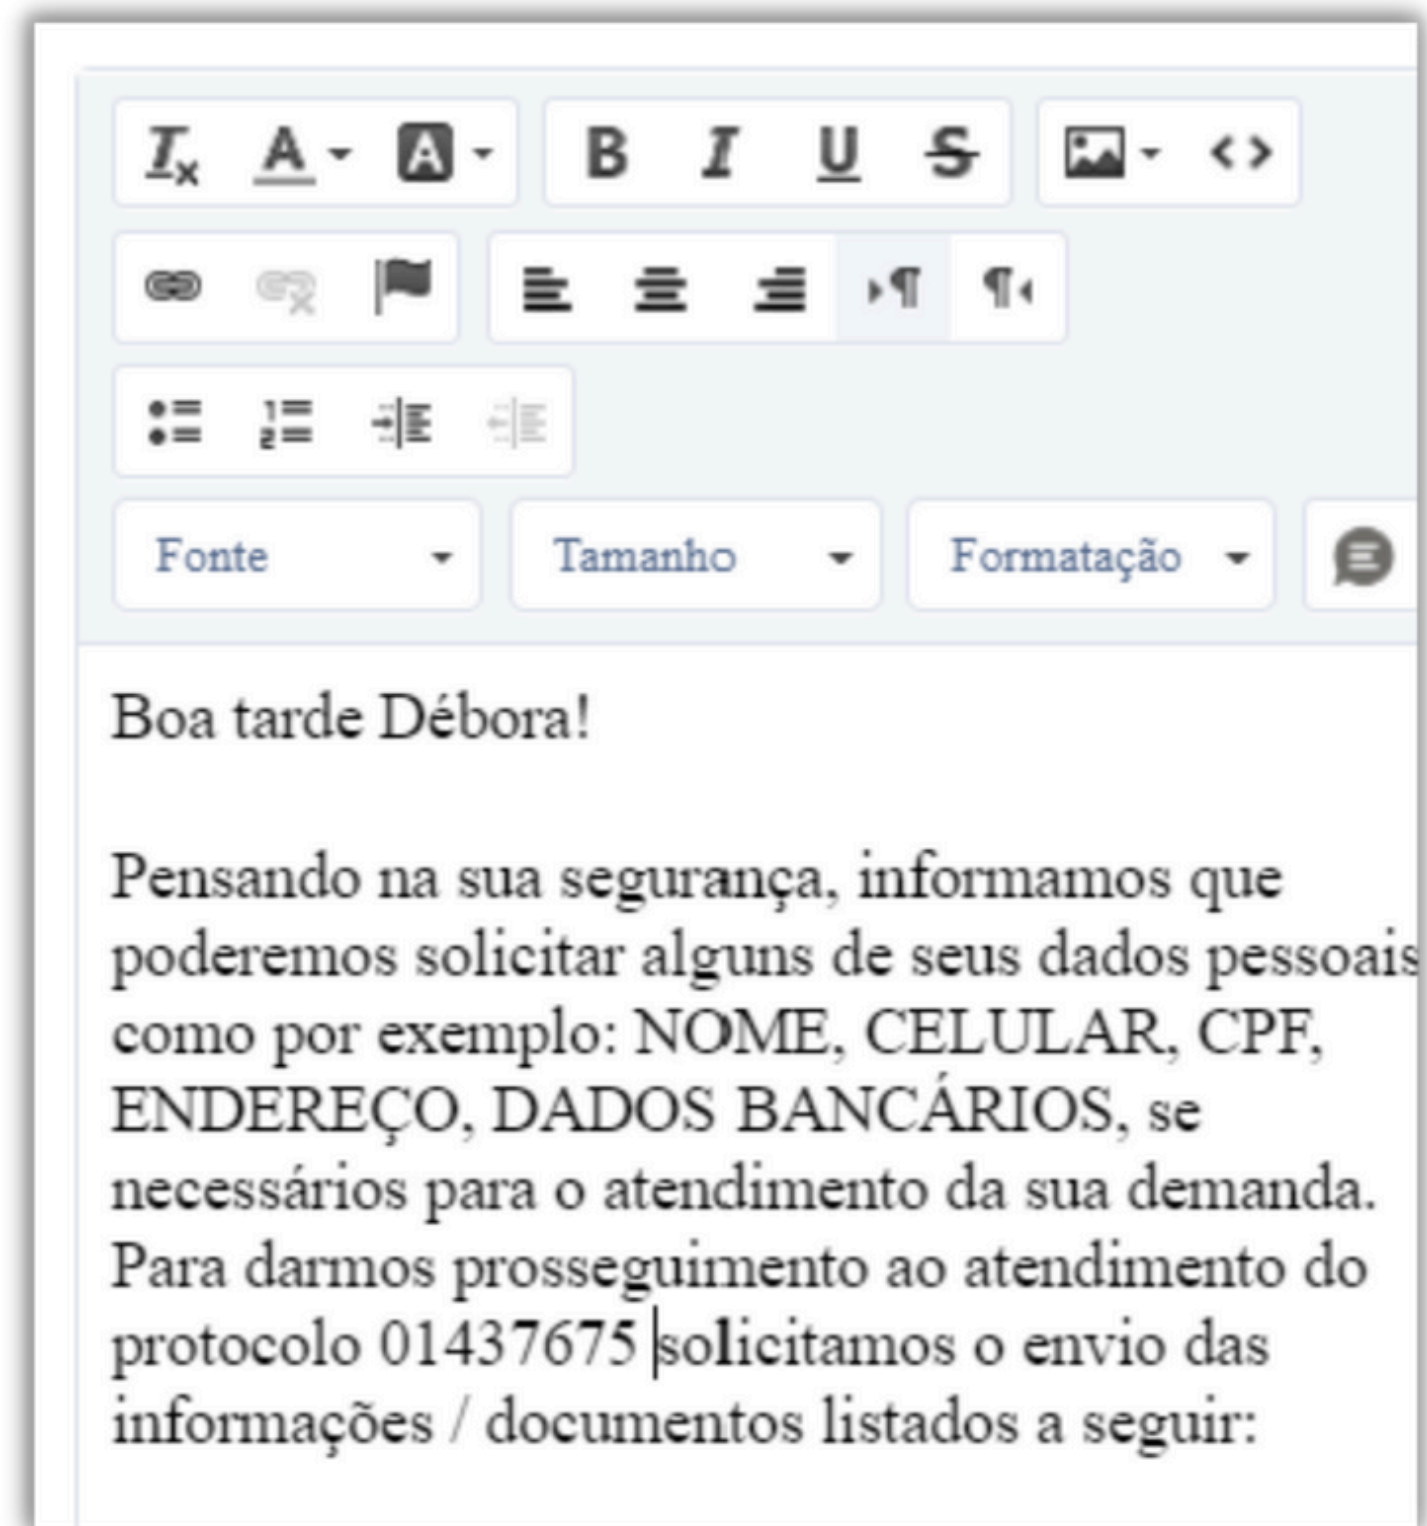 Fonte Tamanho Formatação
Boa tarde Débora!
Pensando na sua segurança, informamos que
poderemos solicitar alguns de seus dados pessoais
como por exemplo: NOME, CELULAR, CPF,
ENDEREÇO, DADOS BANCÁRIOS, se
necessários para o atendimento da sua demanda.
Para darmos prosseguimento ao atendimento do
protocolo 01437675 solicitamos o envio das
informações / documentos listados a seguir: